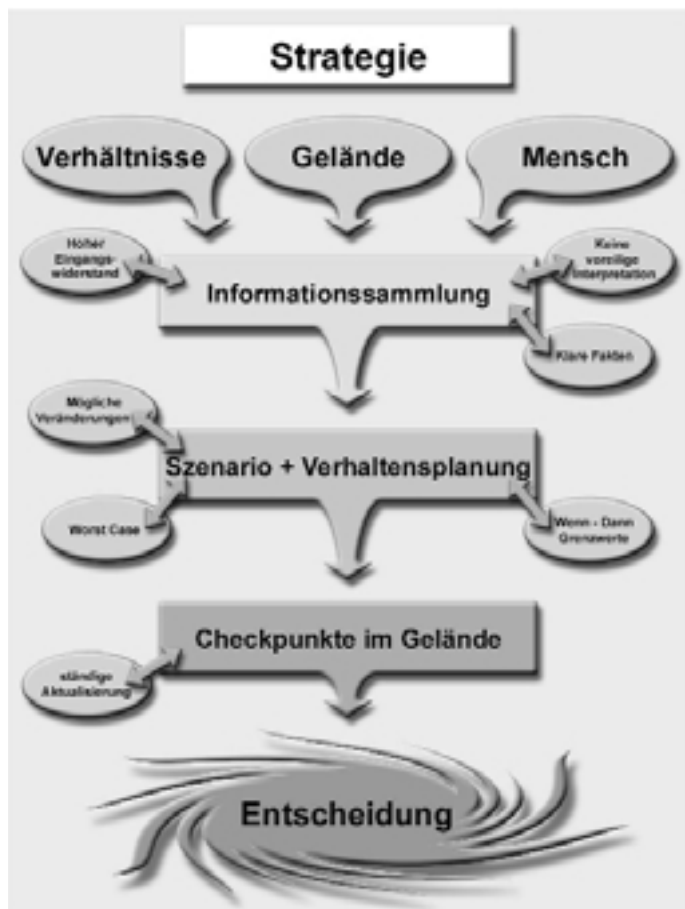 Strategie
Verhältnisse
Gelände
Mensch
Hoher
Eingangs-
widerstand
Keine
voreilige
Interpretation
Informationssammlung
Klare Fakten
Mögliche
Veränderungen
Szenario + Verhaltensplanung
Worst Case
Wenn - Dann
Grenzwerte
Checkpunkte im Gelände
ständige
Aktualisierung
Entscheidung